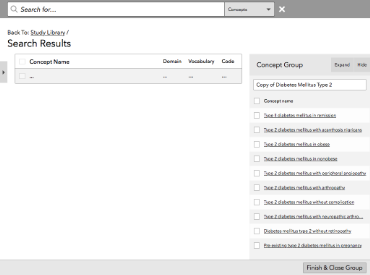 Search for...
Concepts
Back To: Study Library /
Search Results
Concept Name Domain Vocabulary Code
... ... ... ...
Concept Group Expand Hide
Copy of Diabetes Mellitus Type 2
Concept name
Type II diabetes mellitus in remission
Type 2 diabetes mellitus with acanthosis nigricans
Type 2 diabetes mellitus in obese
Type 2 diabetes mellitus in nonobese
Type 2 diabetes mellitus with peripheral angiopathy
Type 2 diabetes mellitus with arthropathy
Type 2 diabetes mellitus without complication
Type 2 diabetes mellitus with neuropathic arthro...
Diabetes mellitus type 2 without retinopathy
Pre-existing type 2 diabetes mellitus in pregnancy
Finish & Close Group